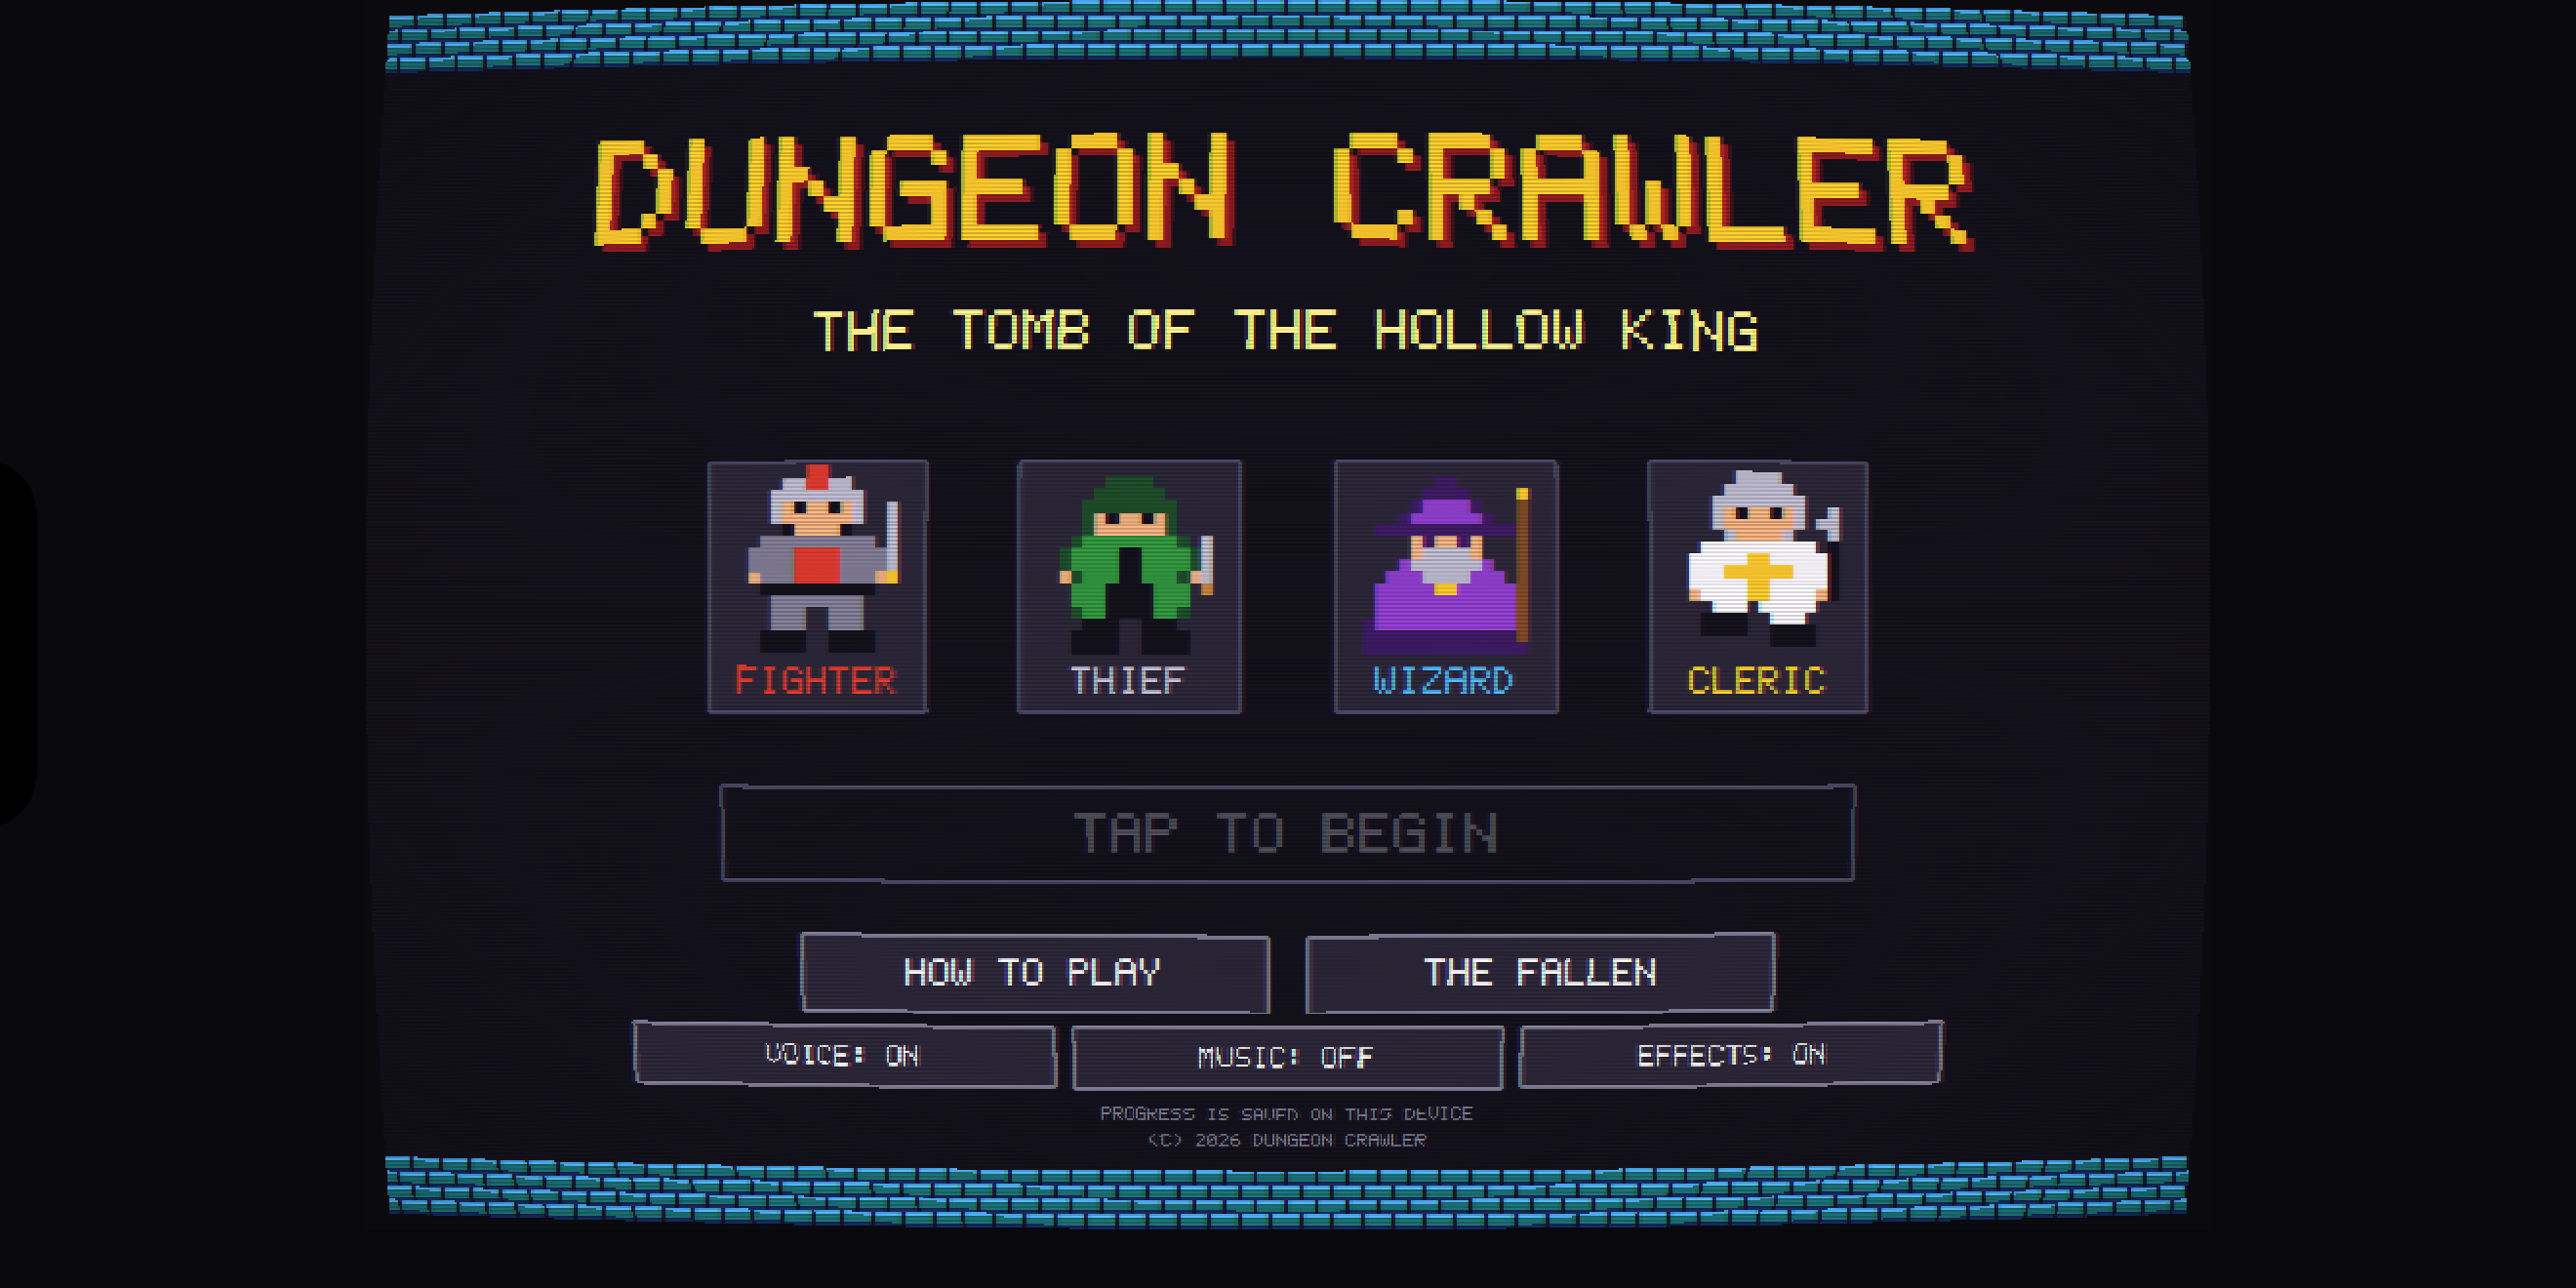 DUNGEON CRAWLER
THE TOMB OF THE HOLLOW KING
FIGHTER THIEF WIZARD CLERIC
TAP TO BEGIN
HOW TO PLAY THE FALLEN
VOICE: ON MUSIC: OFF EFFECTS: ON
PROGRESS IS SAVED ON THIS DEVICE
(C) 2026 DUNGEON CRAWLER